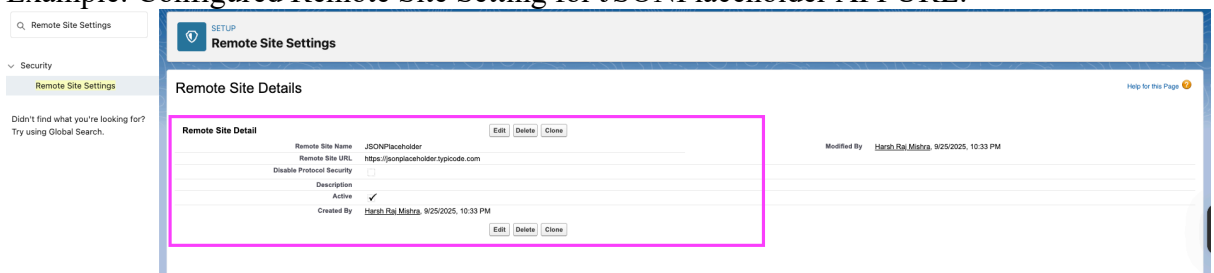 Example: Configured Remote Site Setting for JSONPlaceholder API URL.
Remote Site Settings
Security
Remote Site Settings
Didn't find what you're looking for?
Try using Global Search.
SETUP
Remote Site Settings
Remote Site Details
Help for this Page
Remote Site Detail
Edit Delete Clone
Remote Site Name JSONPlaceholder
Modified By Harsh Raj Mishra, 9/25/2025, 10:33 PM
Remote Site URL https://jsonplaceholder.typicode.com
Disable Protocol Security
Description
Active
Created By Harsh Raj Mishra, 9/25/2025, 10:33 PM
Edit Delete Clone